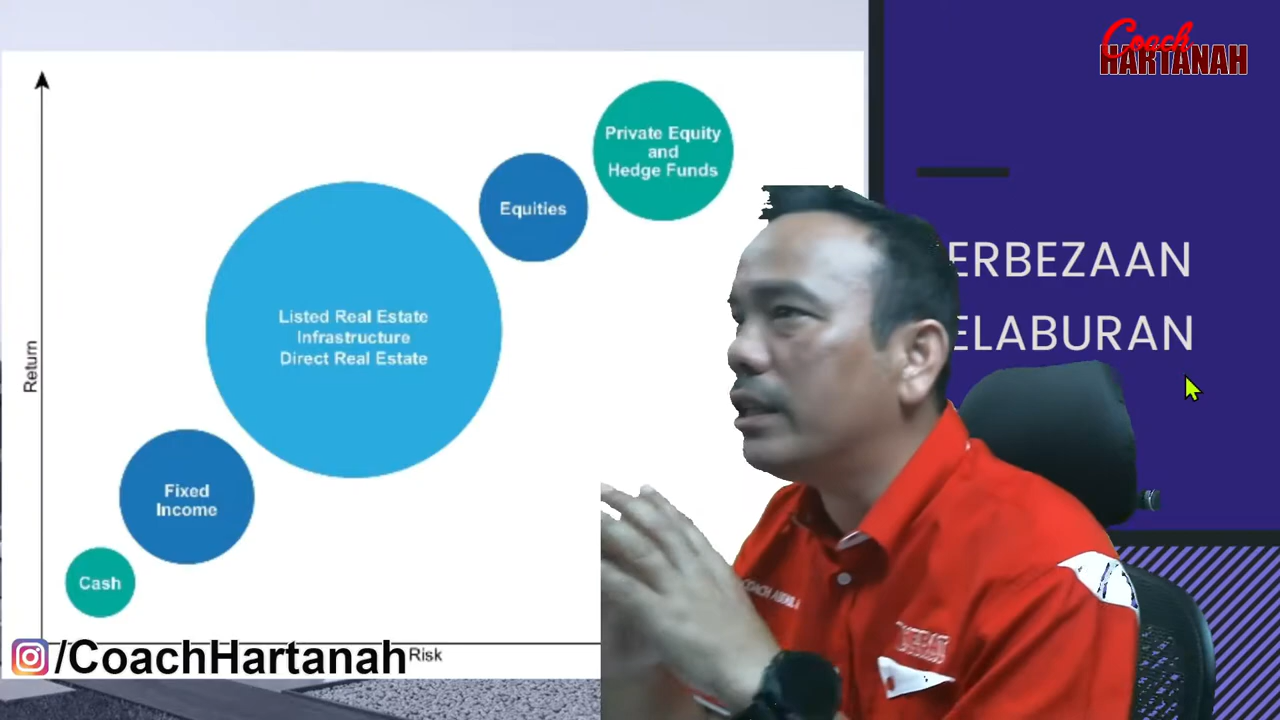 Coach
HARTANAH
Private Equity
and
Hedge Funds
Equities
Listed Real Estate
Infrastructure
Direct Real Estate
Fixed
Income
Cash
Return
Risk
/CoachHartanah
ERBEZAAN
ELABURAN
COACH